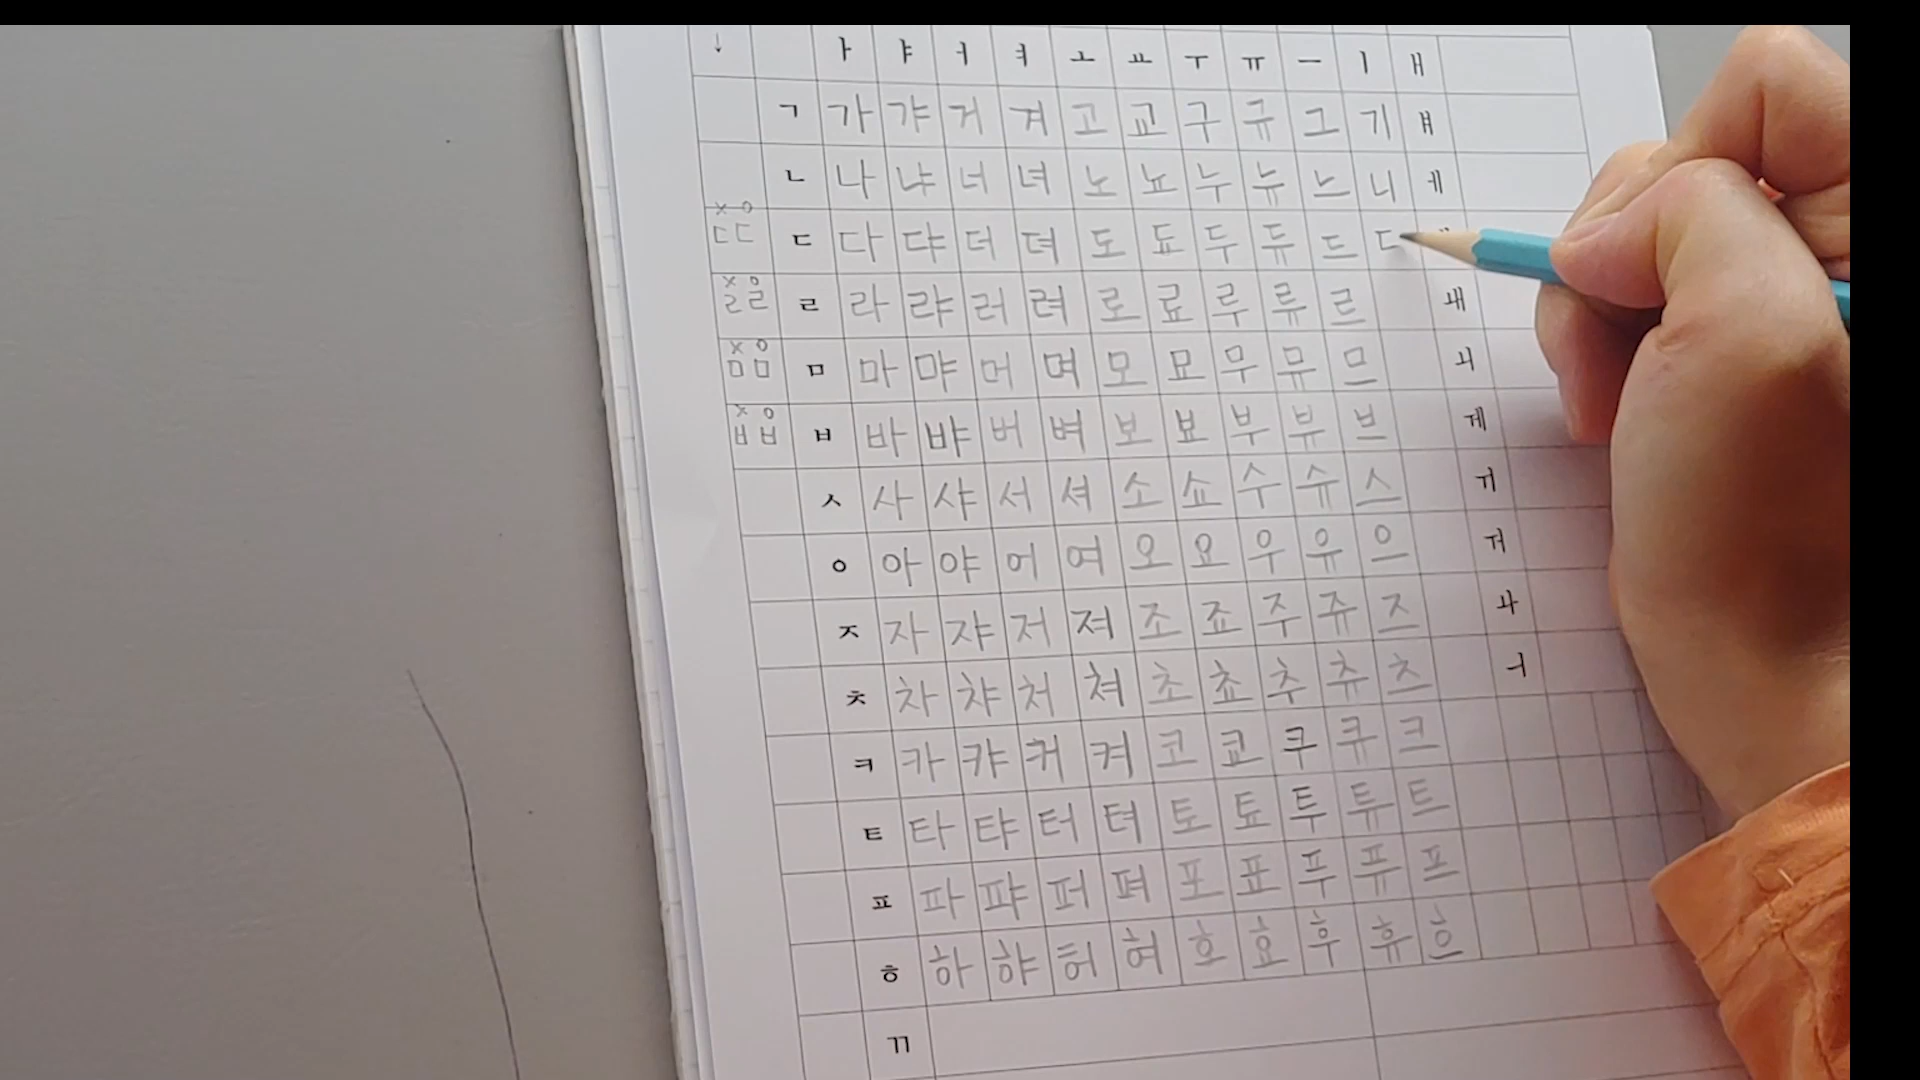 ↓ ㅏ ㅑ ㅓ ㅕ ㅗ ㅛ ㅜ ㅠ ㅡ ㅣ ㅐ
ㄱ 가 갸 거 겨 고 교 구 규 그 기 ㅒ
ㄴ 나 냐 너 녀 노 뇨 누 뉴 느 니 ㅔ
x o
ㄷㄷ ㄷ 다 댜 더 뎌 도 됴 두 듀 드 ㄷ
x o
ㄹㄹ ㄹ 라 랴 러 려 로 료 루 류 르 ㅙ
x o
ㅁㅁ ㅁ 마 먀 머 며 모 묘 무 뮤 므 ㅚ
x o
ㅂㅂ ㅂ 바 뱌 버 벼 보 뵤 부 뷰 브 ㅞ
ㅅ 사 샤 서 셔 소 쇼 수 슈 스 ㅟ
ㅇ 아 야 어 여 오 요 우 유 으 ㅝ
ㅈ 자 쟈 저 져 조 죠 주 쥬 즈 ㅘ
ㅊ 차 챠 처 쳐 초 쵸 추 츄 츠 ㅢ
ㅋ 카 캬 커 켜 코 쿄 쿠 큐 크
ㅌ 타 탸 터 텨 토 툐 투 튜 트
ㅍ 파 퍄 퍼 펴 포 표 푸 퓨 프
ㅎ 하 햐 허 혀 호 효 후 휴 흐
ㄲ